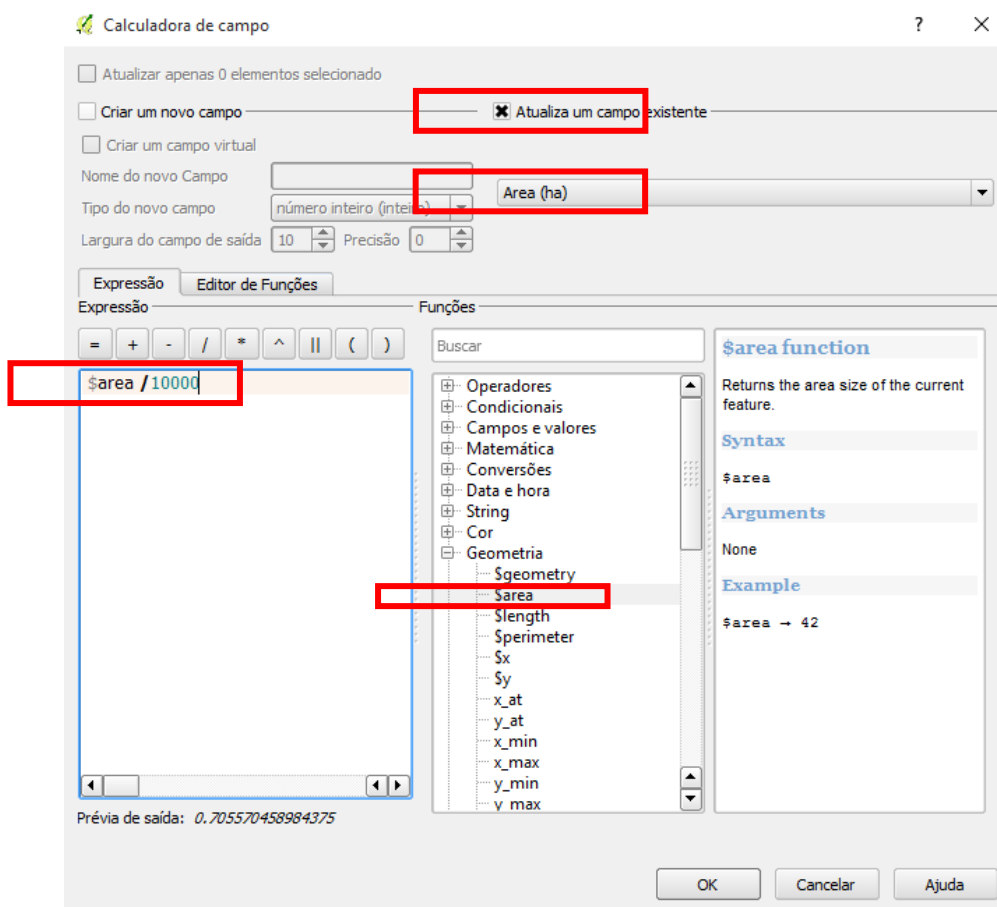 Calculadora de campo ? ×
Atualizar apenas 0 elementos selecionado
Criar um novo campo
Atualiza um campo existente
Criar um campo virtual
Nome do novo Campo
Area (ha)
Tipo do novo campo número inteiro (inteiro)
Largura do campo de saída 10 Precisão 0
Expressão Editor de Funções
Expressão
Funções
= + - / * ^ || ( )
Buscar
$area /10000
Operadores
Condicionais
Campos e valores
Matemática
Conversões
Data e hora
String
Cor
Geometria
$geometry
$area
$length
$perimeter
$x
$y
x_at
y_at
x_min
x_max
y_min
y_max
$area function
Returns the area size of the current
feature.
Syntax
$area
Arguments
None
Example
$area → 42
Prévia de saída: 0.705570458984375
OK Cancelar Ajuda